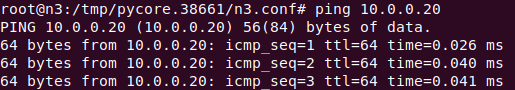 root@n3:/tmp/pycore.38661/n3.conf# ping 10.0.0.20
PING 10.0.0.20 (10.0.0.20) 56(84) bytes of data.
64 bytes from 10.0.0.20: icmp_seq=1 ttl=64 time=0.026 ms
64 bytes from 10.0.0.20: icmp_seq=2 ttl=64 time=0.040 ms
64 bytes from 10.0.0.20: icmp_seq=3 ttl=64 time=0.041 ms